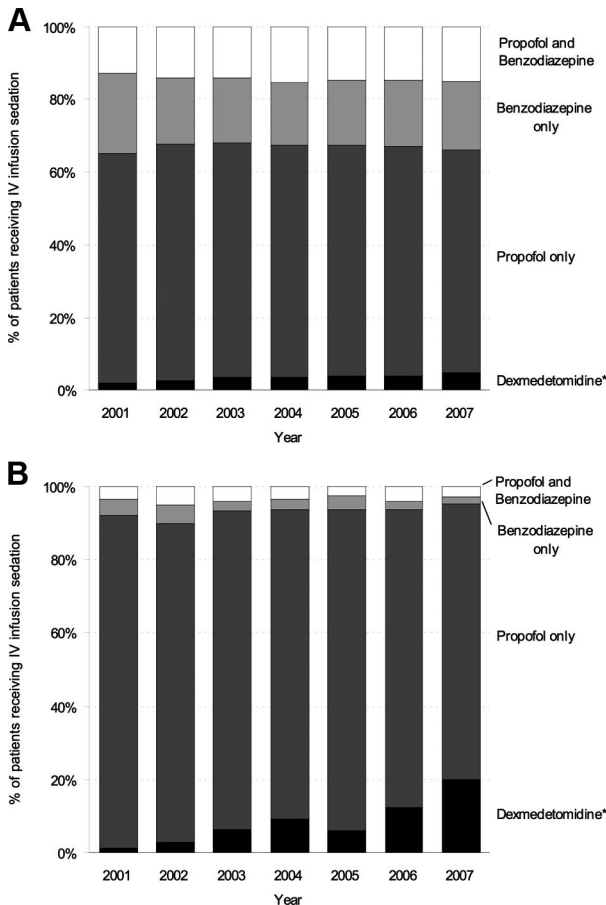 A
% of patients receiving IV infusion sedation
100%
80%
60%
40%
20%
0%
Propofol and
Benzodiazepine
Benzodiazepine
only
Propofol only
Dexmedetomidine*
2001 2002 2003 2004 2005 2006 2007
Year
B
% of patients receiving IV infusion sedation
100%
80%
60%
40%
20%
0%
Propofol and
Benzodiazepine
Benzodiazepine
only
Propofol only
Dexmedetomidine*
2001 2002 2003 2004 2005 2006 2007
Year